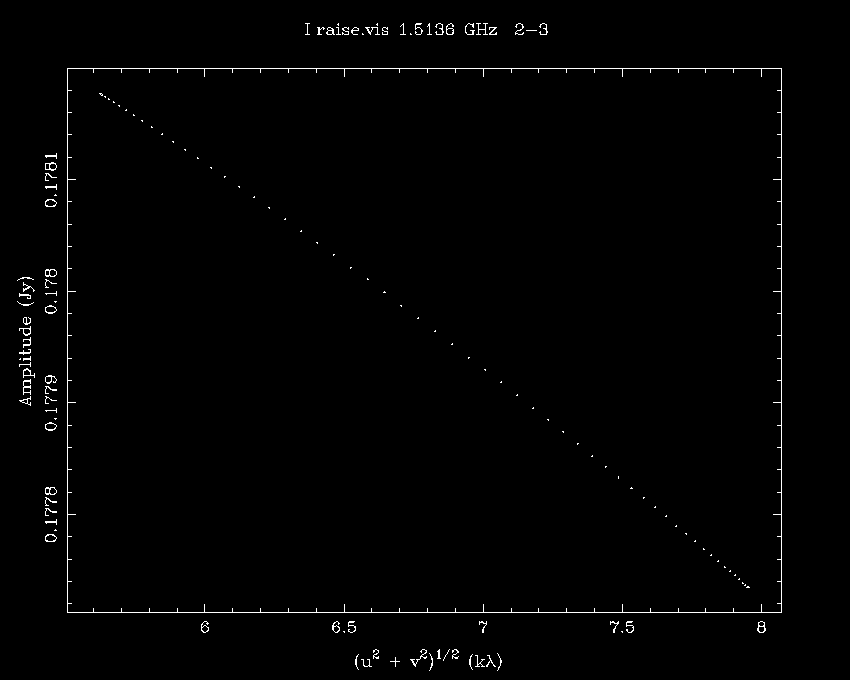 I raise.vis 1.5136 GHz 2-3
Amplitude (Jy)
0.1781
0.178
0.1779
0.1778
6 6.5 7 7.5 8
(u² + v²)¹/² (kλ)